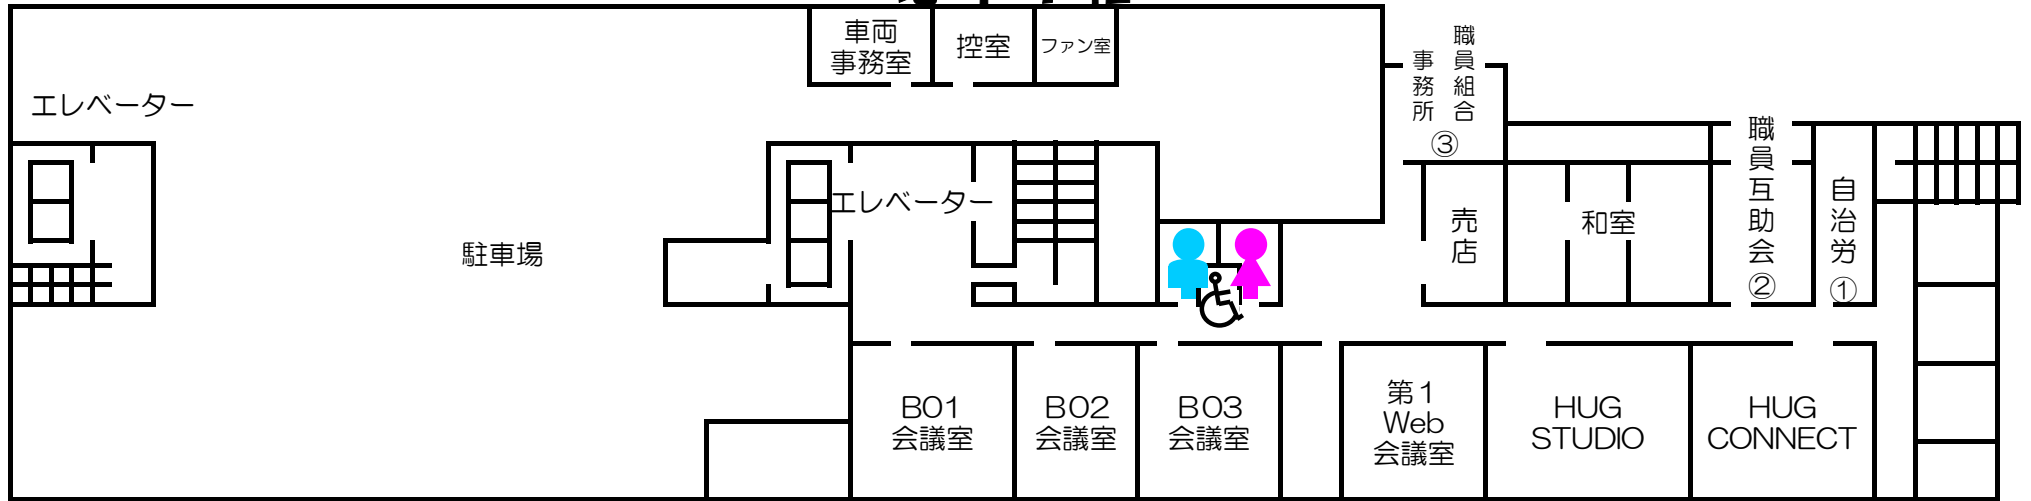 車両
事務室
控室
ファン室
職員組合
事務所
③
エレベーター
エレベーター
駐車場
売店
和室
職員互助会②
自治労①
B01
会議室
B02
会議室
B03
会議室
第1
Web
会議室
HUG
STUDIO
HUG
CONNECT